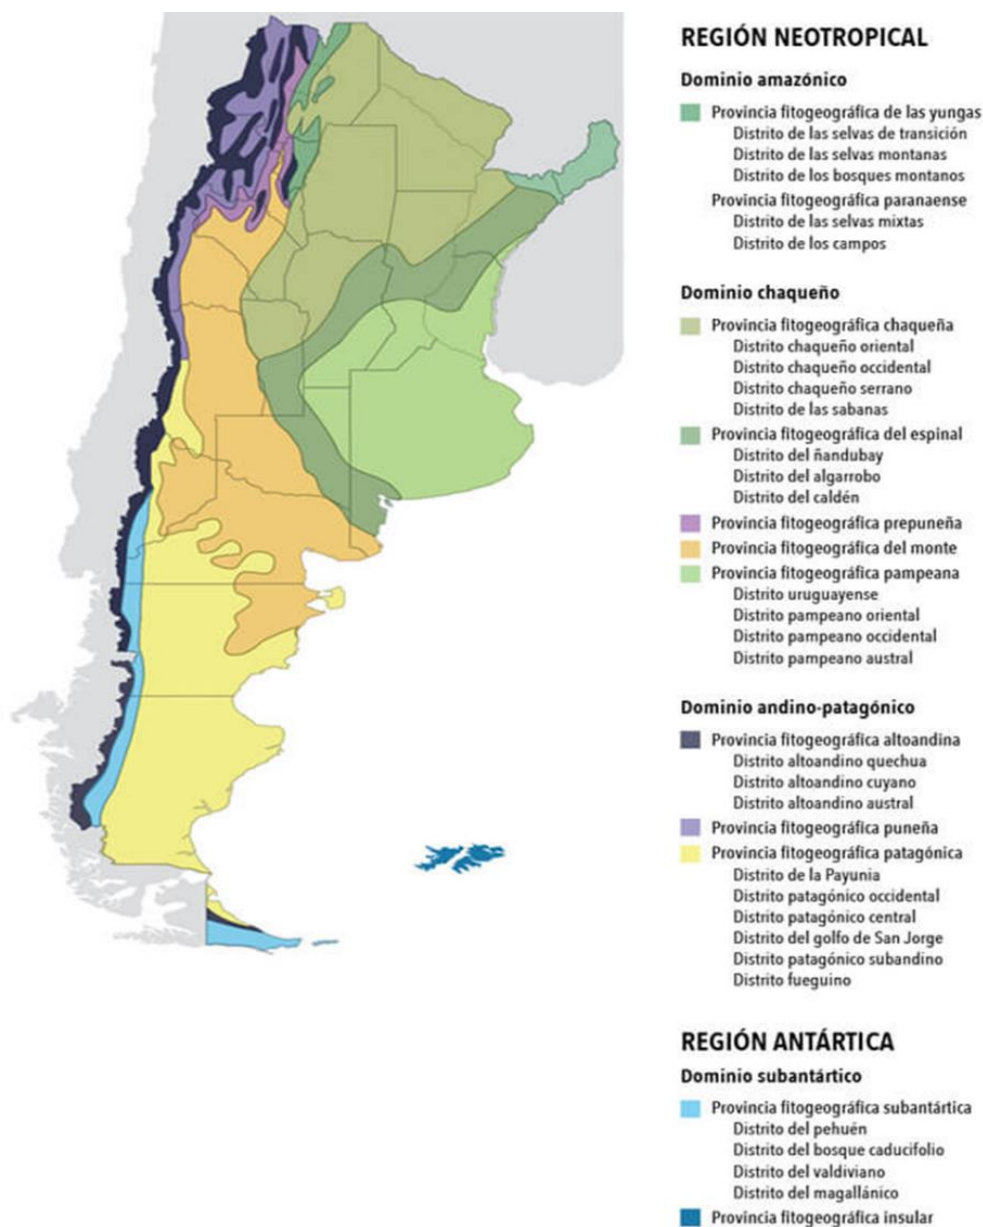 REGIÓN NEOTROPICAL
Dominio amazónico
Provincia fitogeográfica de las yungas
Distrito de las selvas de transición
Distrito de las selvas montanas
Distrito de los bosques montanos
Provincia fitogeográfica paranaense
Distrito de las selvas mixtas
Distrito de los campos
Dominio chaqueño
Provincia fitogeográfica chaqueña
Distrito chaqueño oriental
Distrito chaqueño occidental
Distrito chaqueño serrano
Distrito de las sabanas
Provincia fitogeográfica del espinal
Distrito del ñandubay
Distrito del algarrobo
Distrito del caldén
Provincia fitogeográfica prepuneña
Provincia fitogeográfica del monte
Provincia fitogeográfica pampeana
Distrito uruguayense
Distrito pampeano oriental
Distrito pampeano occidental
Distrito pampeano austral
Dominio andino-patagónico
Provincia fitogeográfica altoandina
Distrito altoandino quechua
Distrito altoandino cuyano
Distrito altoandino austral
Provincia fitogeográfica puneña
Provincia fitogeográfica patagónica
Distrito de la Payunia
Distrito patagónico occidental
Distrito patagónico central
Distrito del golfo de San Jorge
Distrito patagónico subandino
Distrito fueguino
REGIÓN ANTÁRTICA
Dominio subantártico
Provincia fitogeográfica subantártica
Distrito del pehuén
Distrito del bosque caducifolio
Distrito del valdiviano
Distrito del magallánico
Provincia fitogeográfica insular